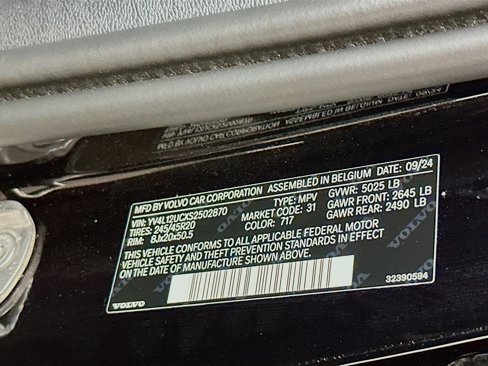 MFD BY VOLVO CAR CORPORATION ASSEMBLED IN BELGIUM DATE: 09/24
VIN: YV4L12UCXS2502870 TYPE: MPV GVWR: 5025 LB
TIRES: 245/45R20 MARKET CODE: 31 GAWR FRONT: 2645 LB
RIM: 8Jx20x50.5 COLOR: 717 GAWR REAR: 2490 LB
THIS VEHICLE CONFORMS TO ALL APPLICABLE FEDERAL MOTOR
VEHICLE SAFETY AND THEFT PREVENTION STANDARDS IN EFFECT
ON THE DATE OF MANUFACTURE SHOWN ABOVE.
VOLVO
32390594